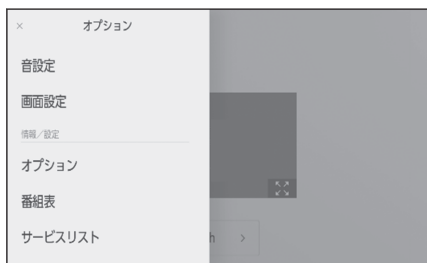 × オプション
音設定
画面設定
情報／設定
オプション
番組表
サービスリスト
h >